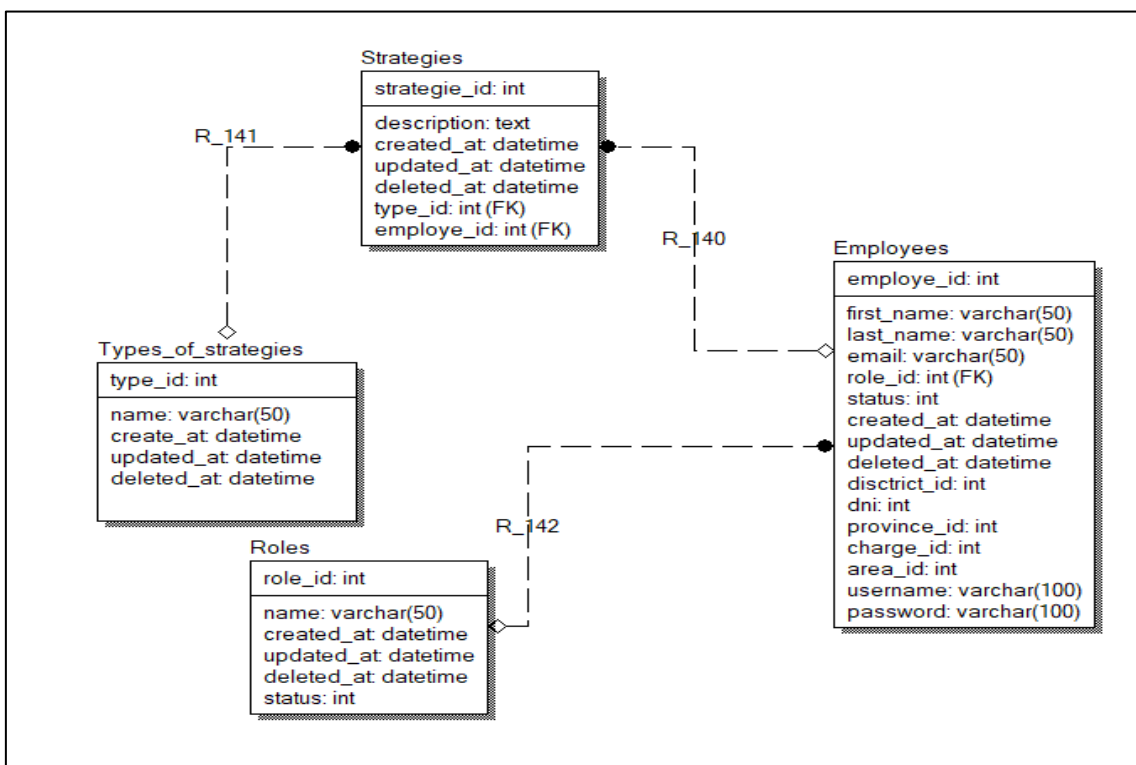 Strategies
strategie_id: int
description: text
created_at: datetime
updated_at: datetime
deleted_at: datetime
type_id: int (FK)
employe_id: int (FK)
R_141
R_140
Employees
employe_id: int
first_name: varchar(50)
last_name: varchar(50)
email: varchar(50)
role_id: int (FK)
status: int
created_at: datetime
updated_at: datetime
deleted_at: datetime
disctrict_id: int
dni: int
province_id: int
charge_id: int
area_id: int
username: varchar(100)
password: varchar(100)
Types_of_strategies
type_id: int
name: varchar(50)
create_at: datetime
updated_at: datetime
deleted_at: datetime
R_142
Roles
role_id: int
name: varchar(50)
created_at: datetime
updated_at: datetime
deleted_at: datetime
status: int